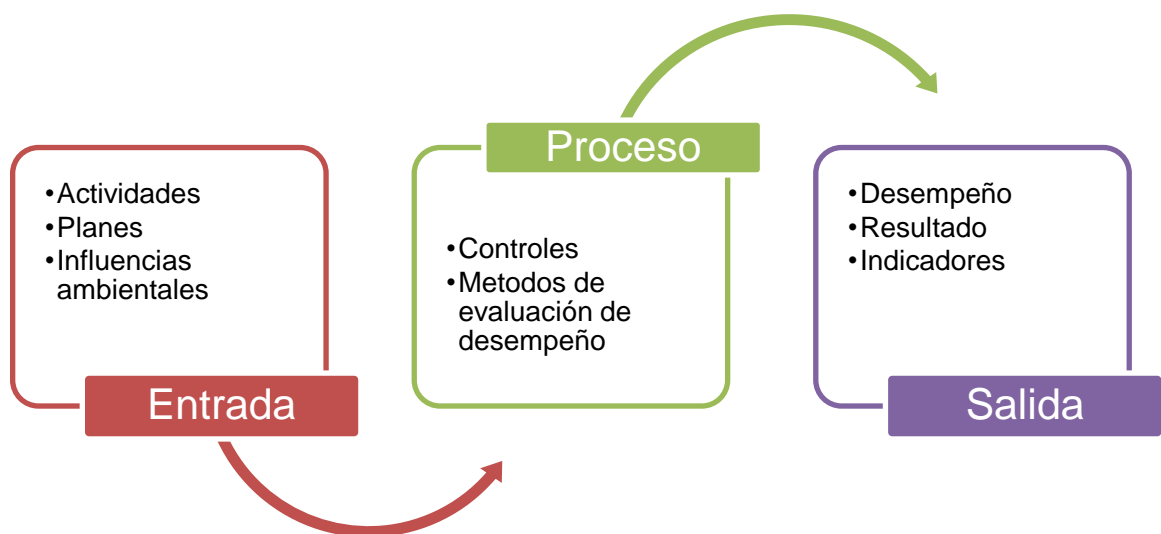 •Actividades
•Planes
•Influencias
ambientales
Entrada
Proceso
•Controles
•Metodos de
evaluación de
desempeño
•Desempeño
•Resultado
•Indicadores
Salida